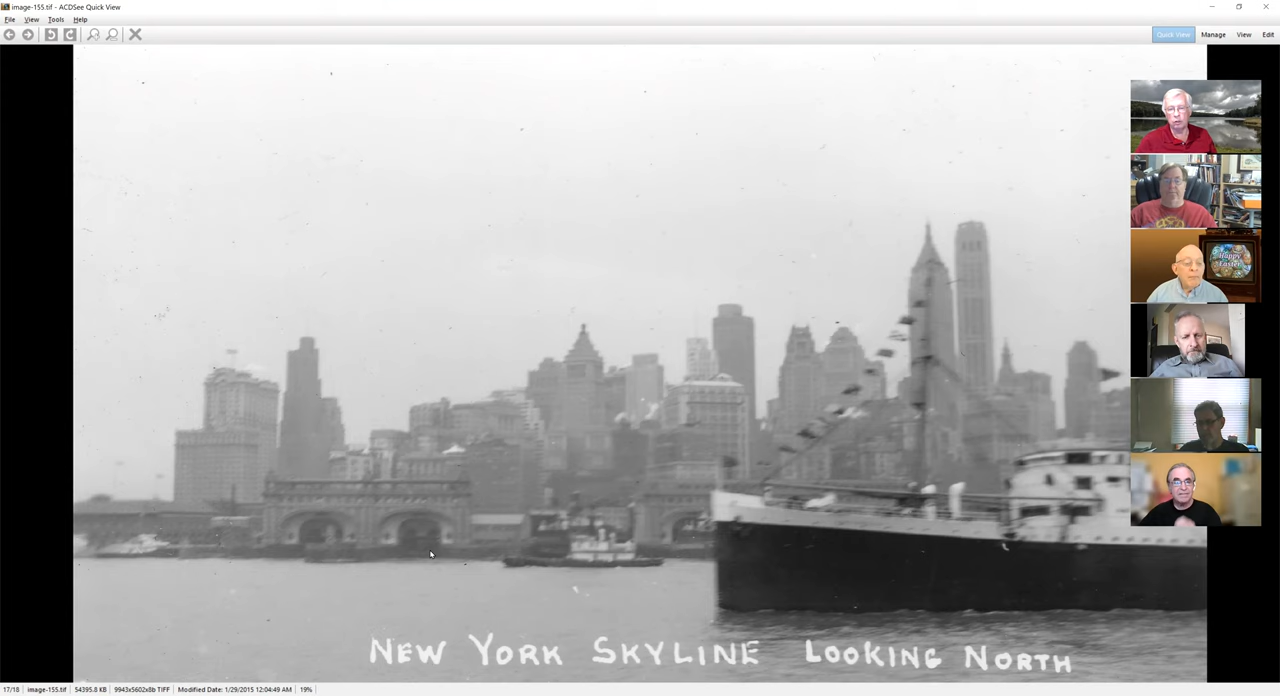 image-155.tif - ACDSee Quick View
File View Tools Help
Quick View Manage View Edit
Happy Easter
NEW YORK SKYLINE LOOKING NORTH
17/18 image-155.tif 54395.8 KB 9943x5602x8b TIFF Modified Date: 1/29/2015 12:04:49 AM 19%